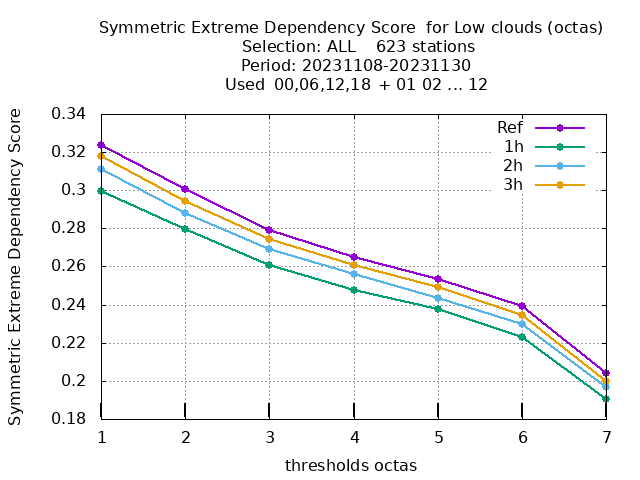 Symmetric Extreme Dependency Score  for Low clouds (octas)
Selection: ALL    623 stations
Period: 20231108-20231130
Used  00,06,12,18 + 01 02 ... 12
Symmetric Extreme Dependency Score
0.34
0.32
0.3
0.28
0.26
0.24
0.22
0.2
0.18
Ref
1h
2h
3h
1 2 3 4 5 6 7
thresholds octas